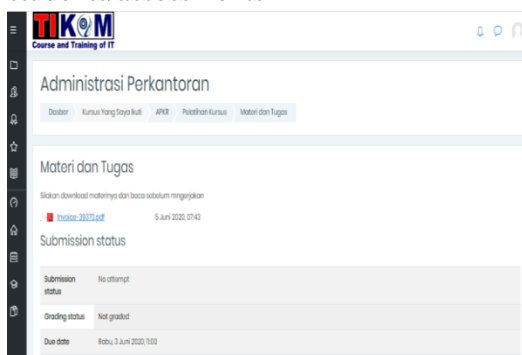 TIKOM
Course and Training of IT
Administrasi Perkantoran
Dasbor Kursus Yang Saya Ikuti APKR Pelatihan Kursus Materi dan Tugas
Materi dan Tugas
Silakan download materinya dan baca sebelum mngerjakan
Invoice-39370.pdf 5 Juni 2020, 07:43
Submission status
Submission status No attempt
Grading status Not graded
Due date Rabu, 3 Juni 2020, 11:00